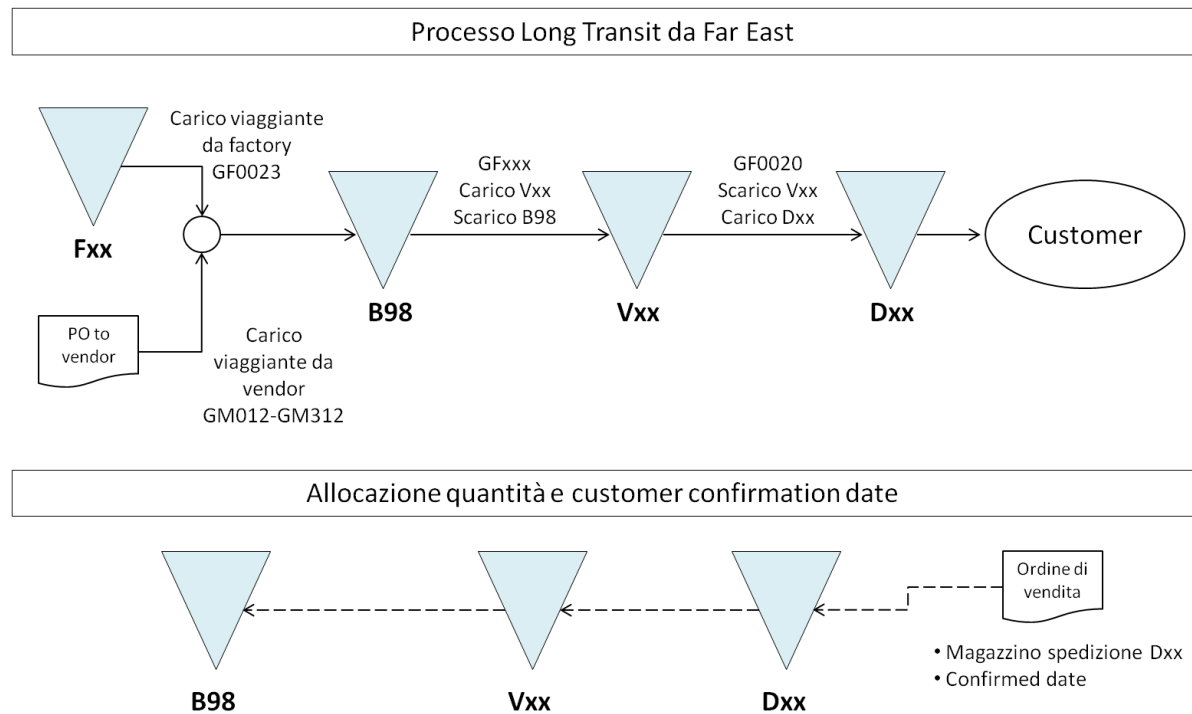 Processo Long Transit da Far East
Carico viaggiante
da factory
GF0023
Fxx
PO to
vendor
Carico
viaggiante da
vendor
GM012-GM312
B98
GFxxx
Carico Vxx
Scarico B98
Vxx
GF0020
Scarico Vxx
Carico Dxx
Dxx
Customer
Allocazione quantità e customer confirmation date
B98
Vxx
Dxx
Ordine di
vendita
• Magazzino spedizione Dxx
• Confirmed date